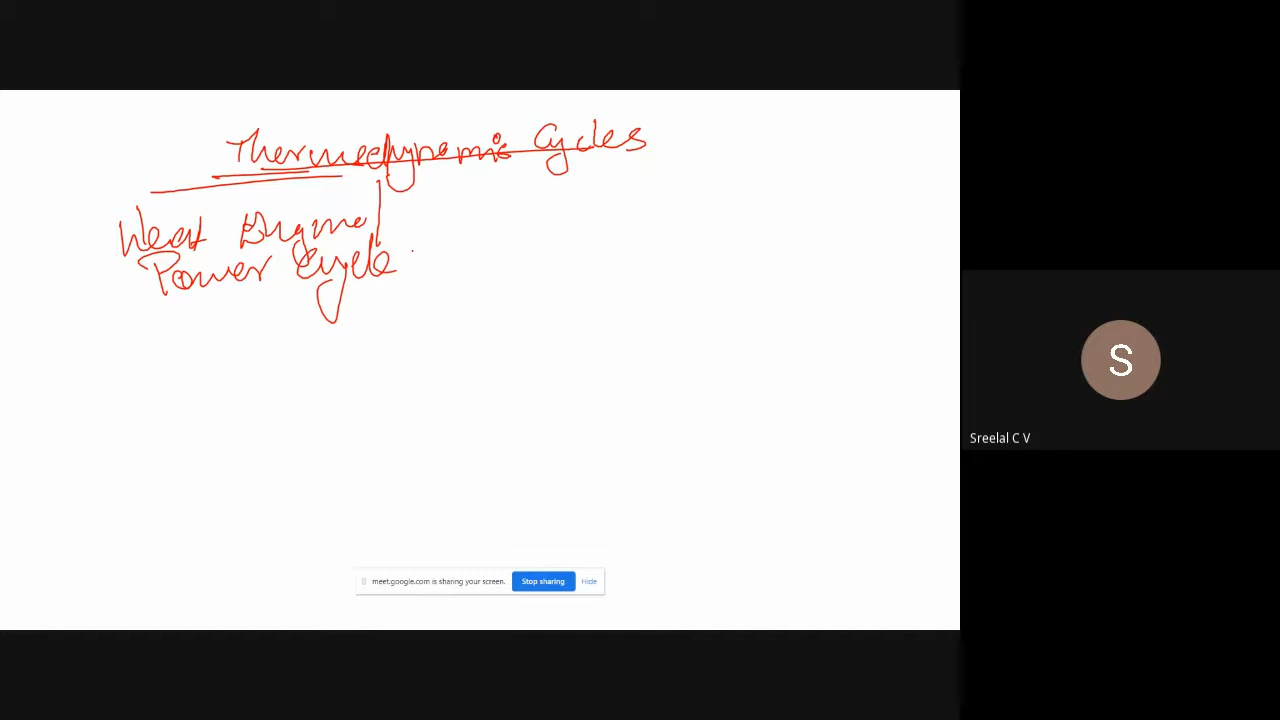 Thermodynamic Cycles
Heat Engine
Power Cycle
meet.google.com is sharing your screen. Stop sharing Hide
S
Sreelal C V